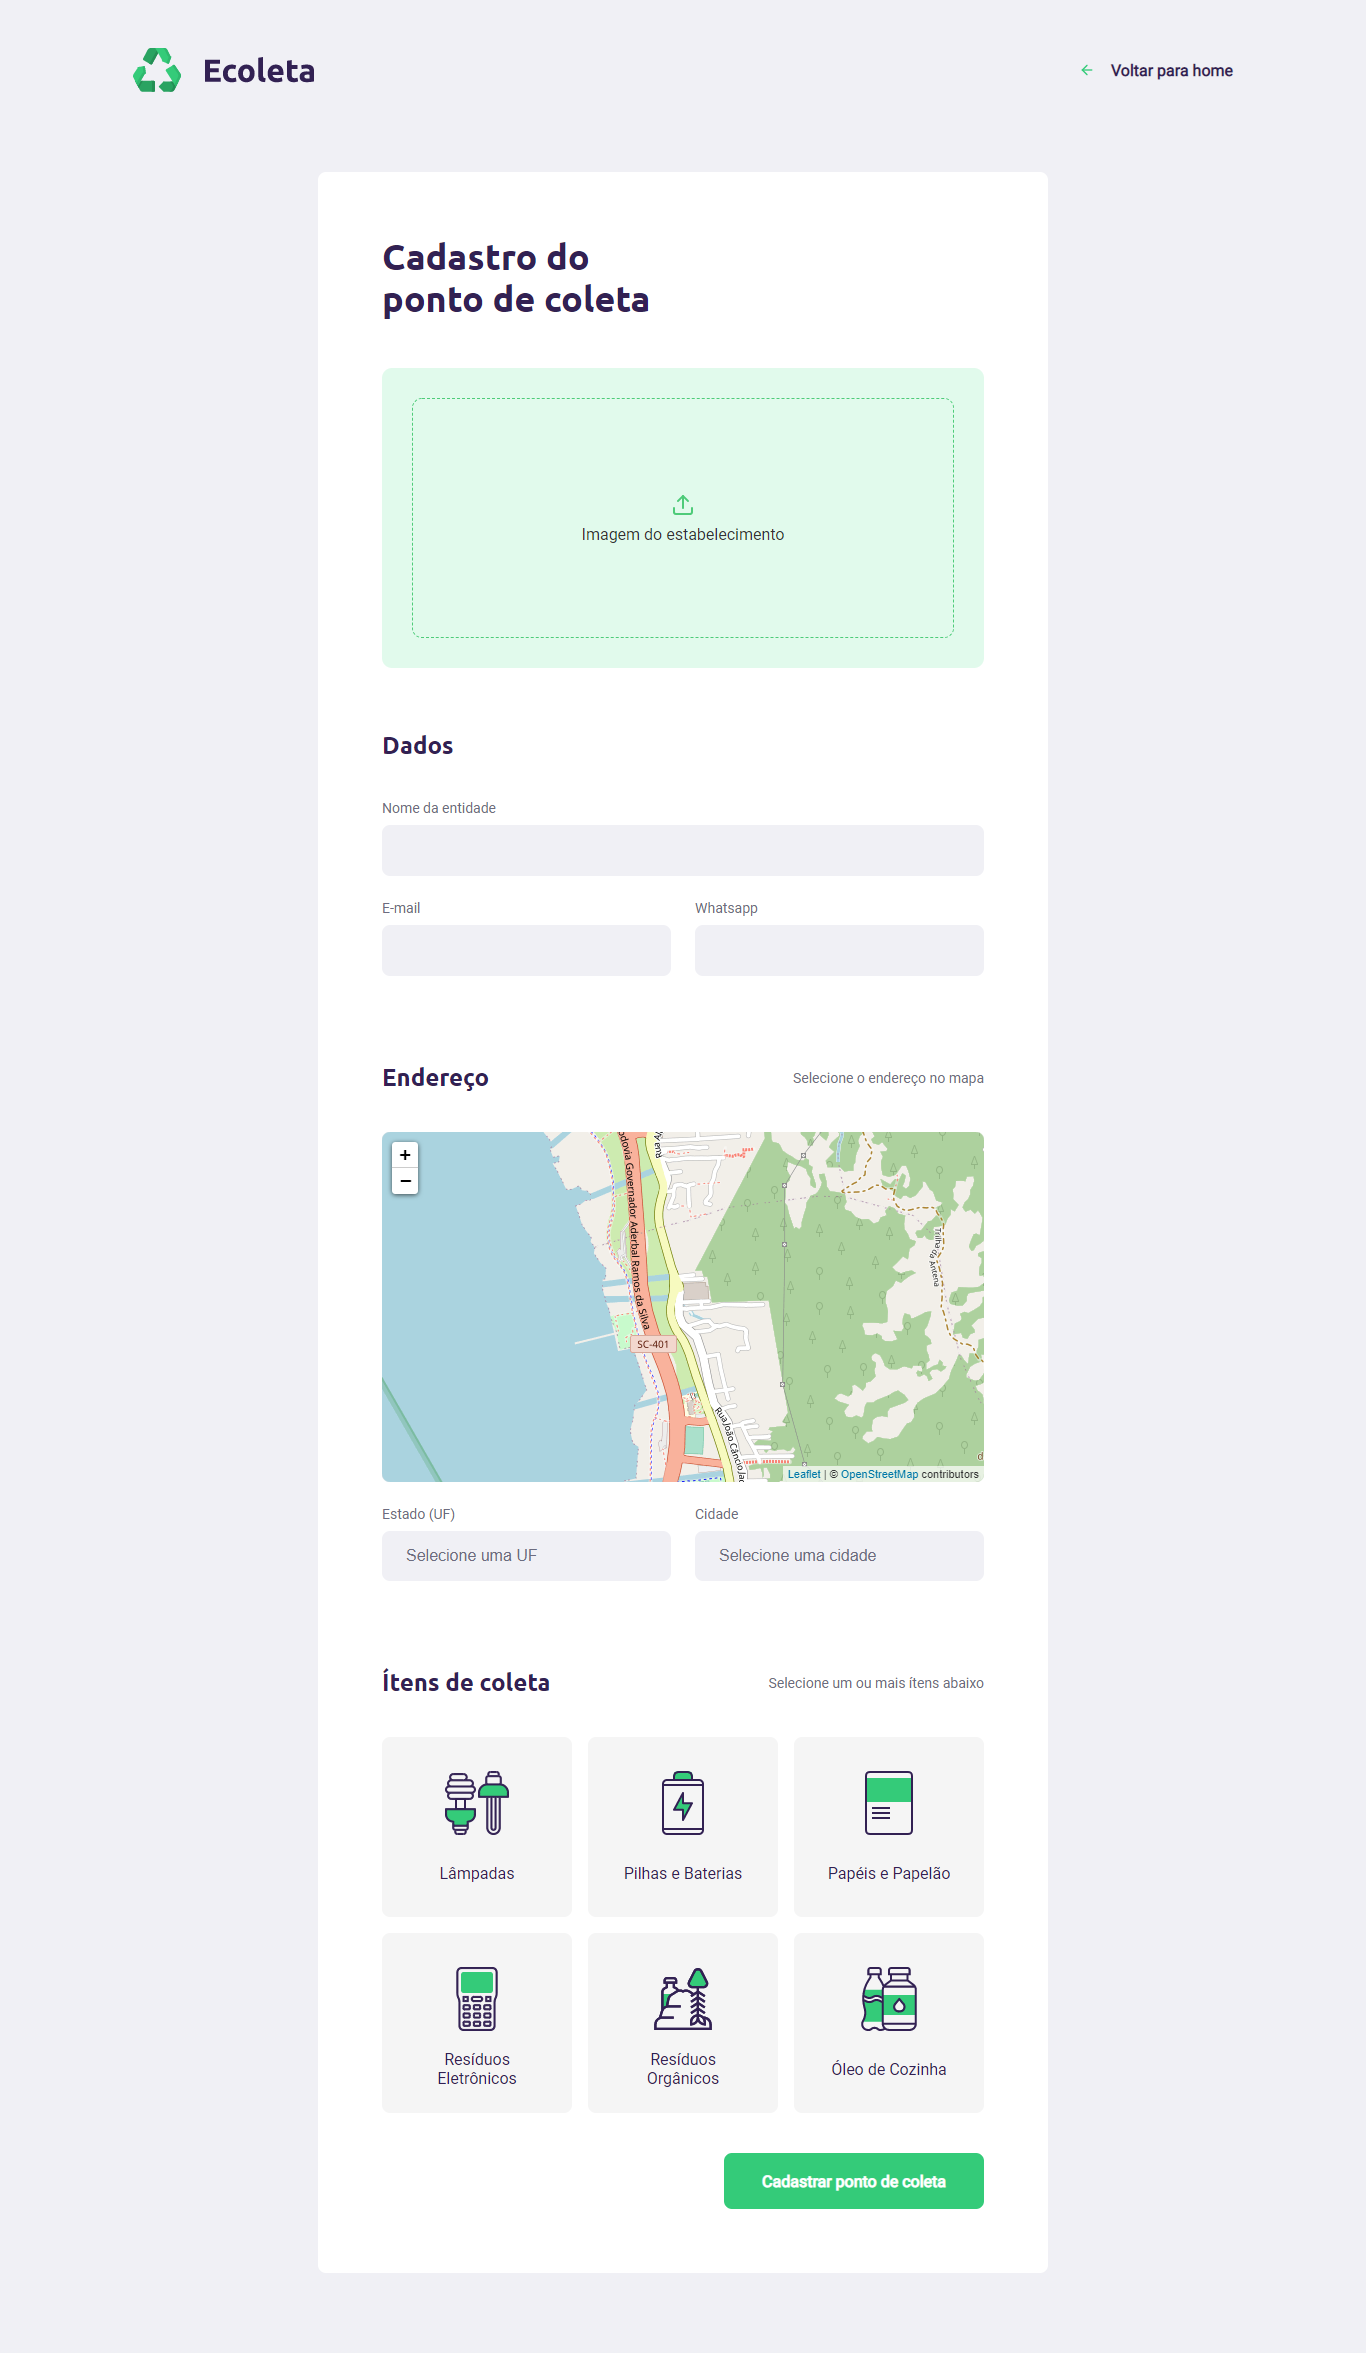 Ecoleta
Voltar para home
Cadastro do
ponto de coleta
Imagem do estabelecimento
Dados
Nome da entidade
E-mail
Whatsapp
Endereço
Selecione o endereço no mapa
+
−
Rodovia Governador Aderbal Ramos da Silva
Trilha da Antena
SC-401
Rua João Câncio
Leaflet | © OpenStreetMap contributors
Estado (UF)
Cidade
Selecione uma UF
Selecione uma cidade
Ítens de coleta
Selecione um ou mais ítens abaixo
Lâmpadas
Pilhas e Baterias
Papéis e Papelão
Resíduos
Eletrônicos
Resíduos
Orgânicos
Óleo de Cozinha
Cadastrar ponto de coleta